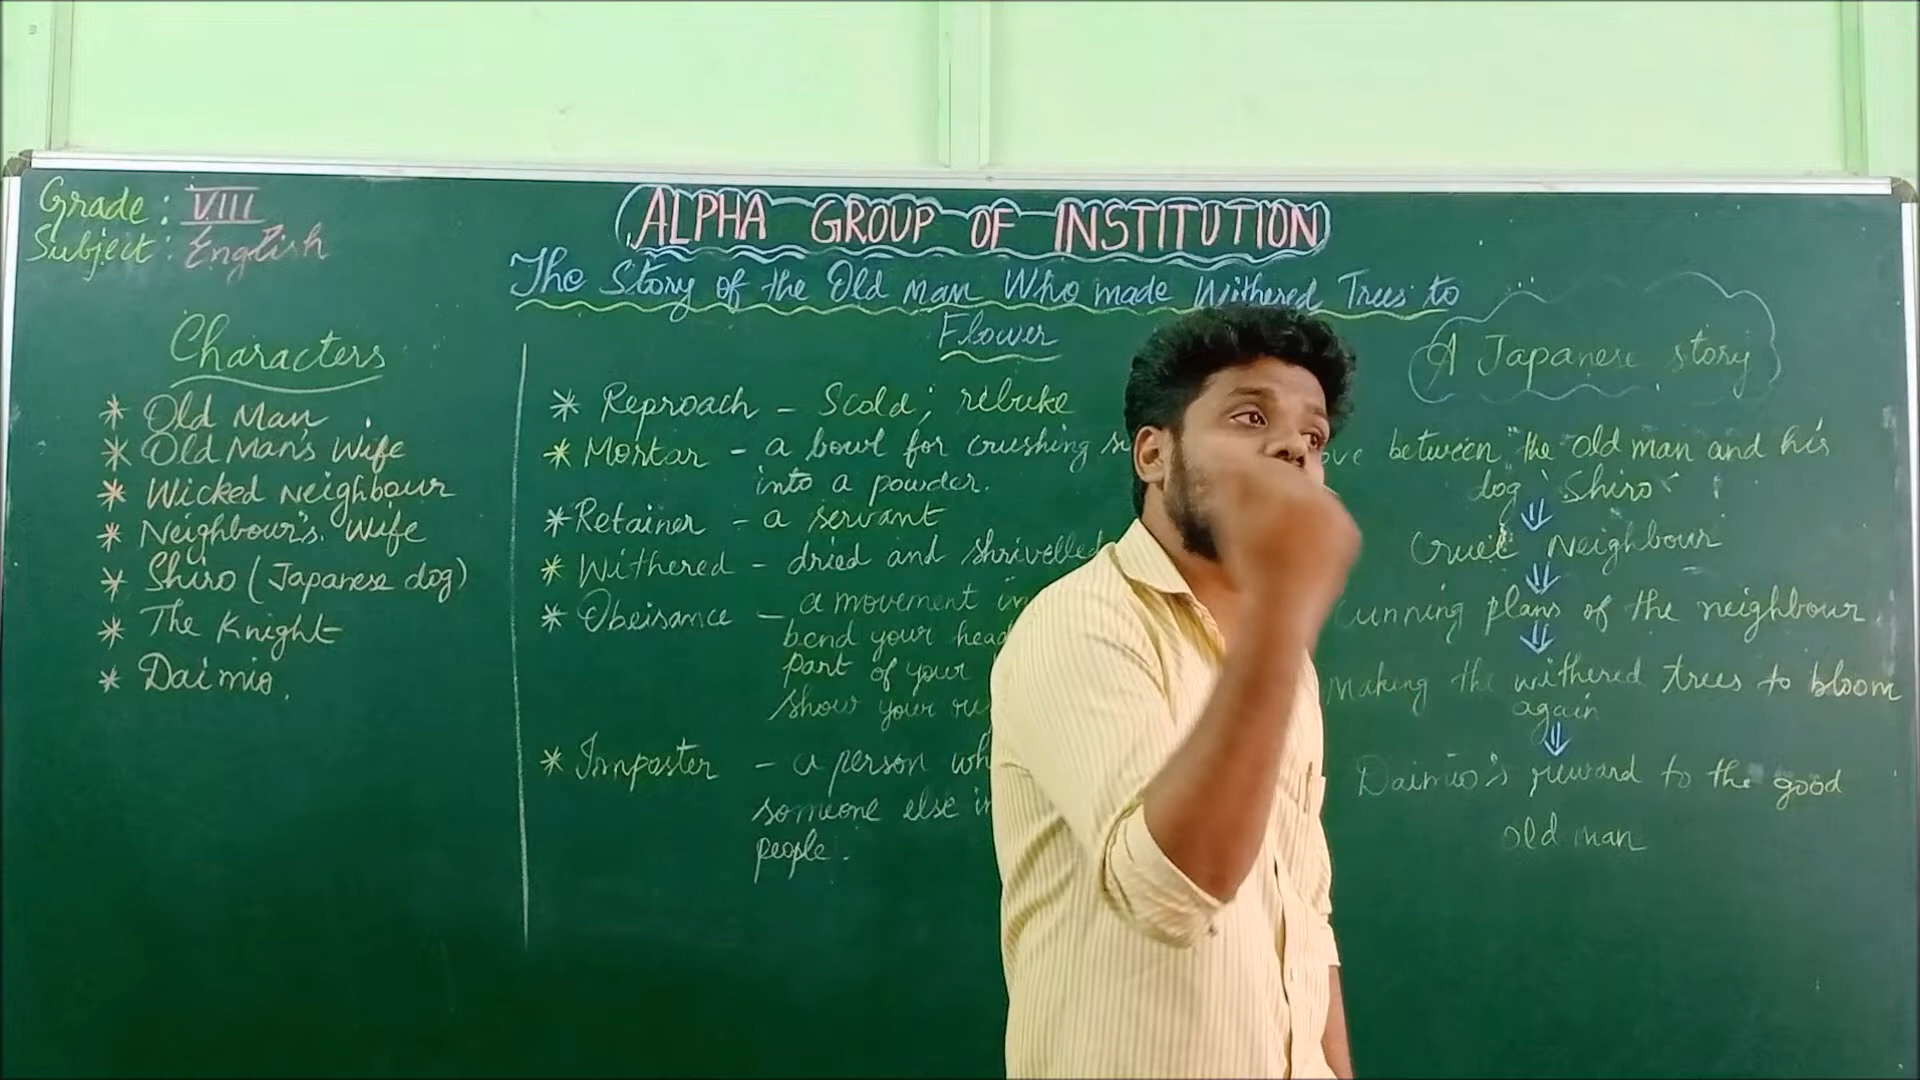 Grade: VIII
Subject: English
ALPHA GROUP OF INSTITUTION
The Story of the Old Man Who made Withered Trees to
Flower
Characters
* Old Man
* Old Man's Wife
* Wicked Neighbour
* Neighbour's Wife
* Shiro (Japanese dog)
* The Knight
* Daimio.
* Reproach - Scold; rebuke
* Mortar - a bowl for crushing
into a powder.
* Retainer - a servant
* Withered - dried and shrivelled
* Obeisance - a movement in
bend your head
part of your
show your
* Imposter - a person
someone else
people.
A Japanese story
between the old man and his
dog 'Shiro'
Cruel Neighbour
Cunning plans of the neighbour.
Making the withered trees to bloom
again
Daimio's reward to the good
old man